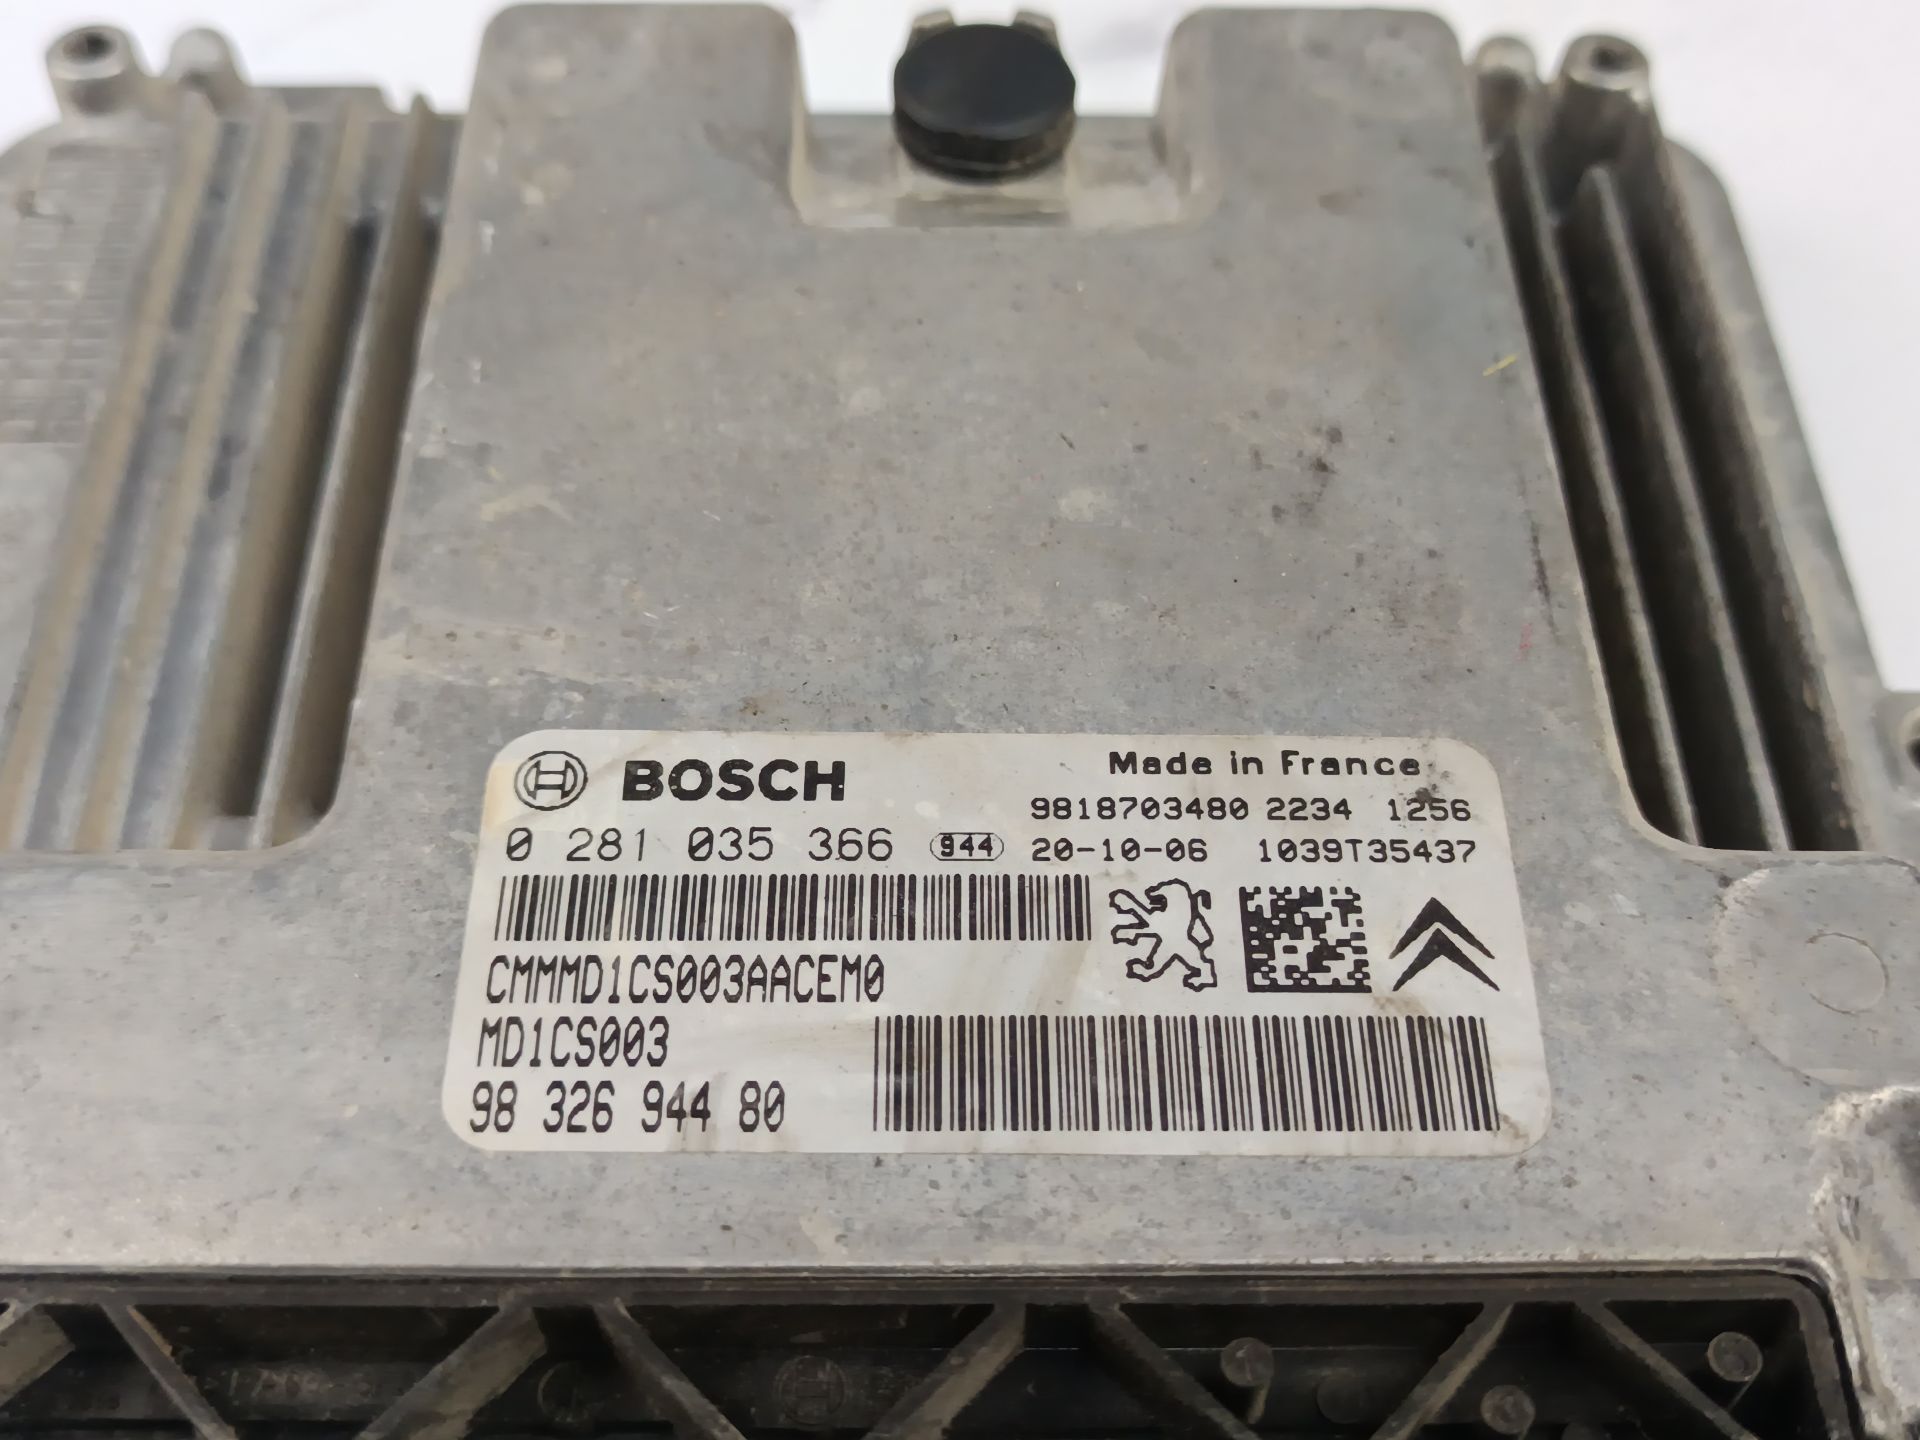 BOSCH
Made in France
9818703480 2234 1256
0 281 035 366 944 20-10-06 1039T35437
CMMMD1CS003AACEM0
MD1CS003
98 326 944 80